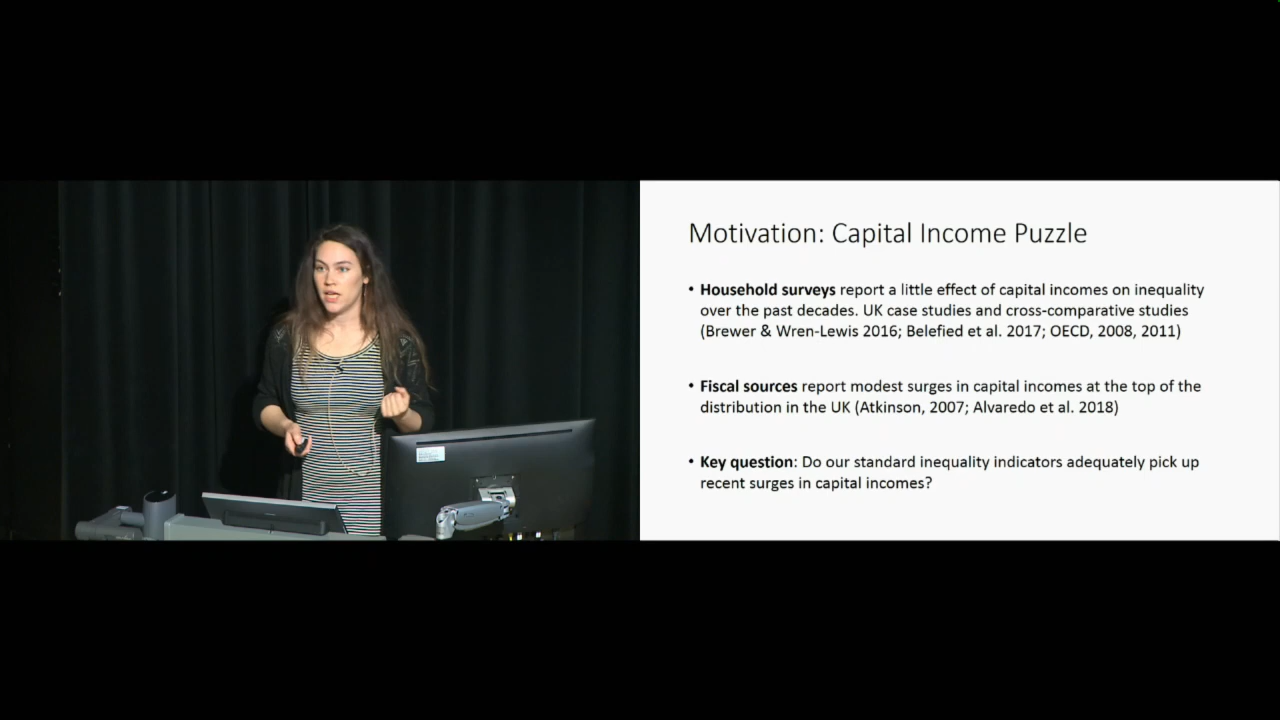 Motivation: Capital Income Puzzle
• Household surveys report a little effect of capital incomes on inequality
over the past decades. UK case studies and cross-comparative studies
(Brewer & Wren-Lewis 2016; Belefied et al. 2017; OECD, 2008, 2011)
• Fiscal sources report modest surges in capital incomes at the top of the
distribution in the UK (Atkinson, 2007; Alvaredo et al. 2018)
• Key question: Do our standard inequality indicators adequately pick up
recent surges in capital incomes?